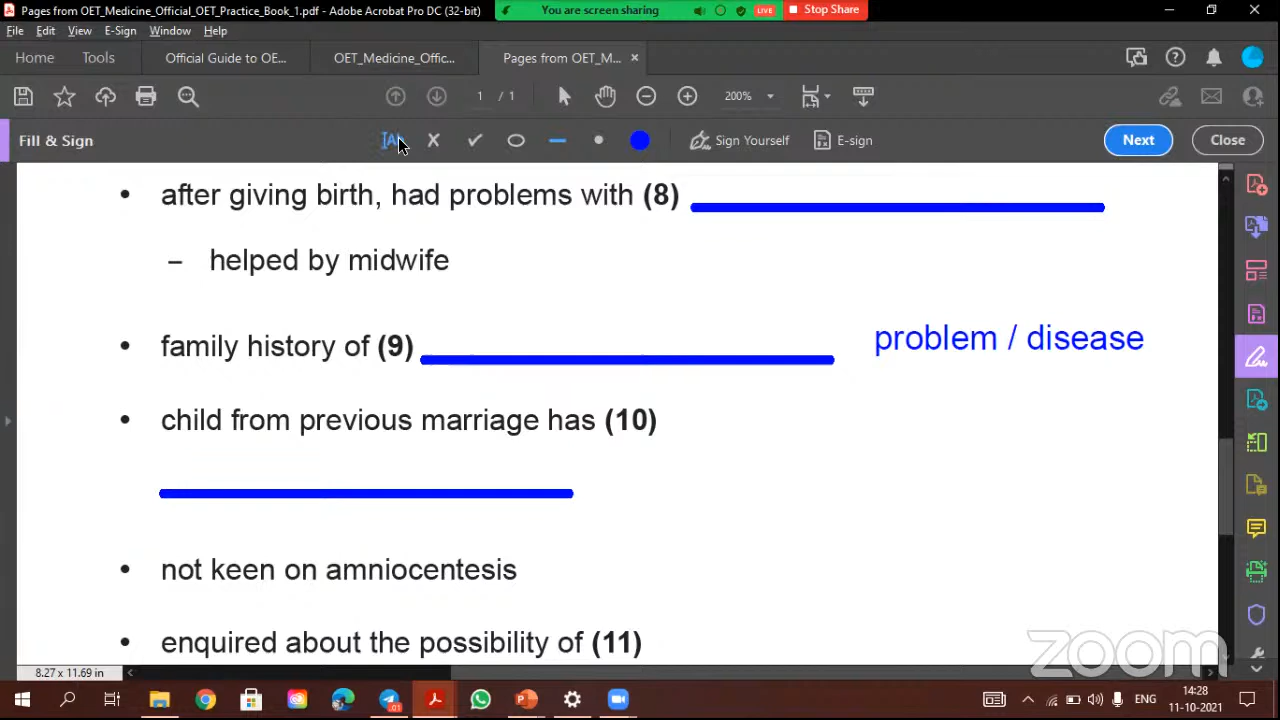 Pages from OET_Medicine_Official_OET_Practice_Book_1.pdf - Adobe Acrobat Pro DC (32-bit)
You are screen sharing
LIVE
Stop Share
File Edit View E-Sign Window Help
Home Tools Official Guide to OE... OET_Medicine_Offic... Pages from OET_M... ×
1 / 1 200%
Fill & Sign
Sign Yourself E-sign Next Close
• after giving birth, had problems with (8)
– helped by midwife
• family history of (9) problem / disease
• child from previous marriage has (10)
• not keen on amniocentesis
• enquired about the possibility of (11)
zoom
8.27 x 11.69 in
ENG
14:28
11-10-2021